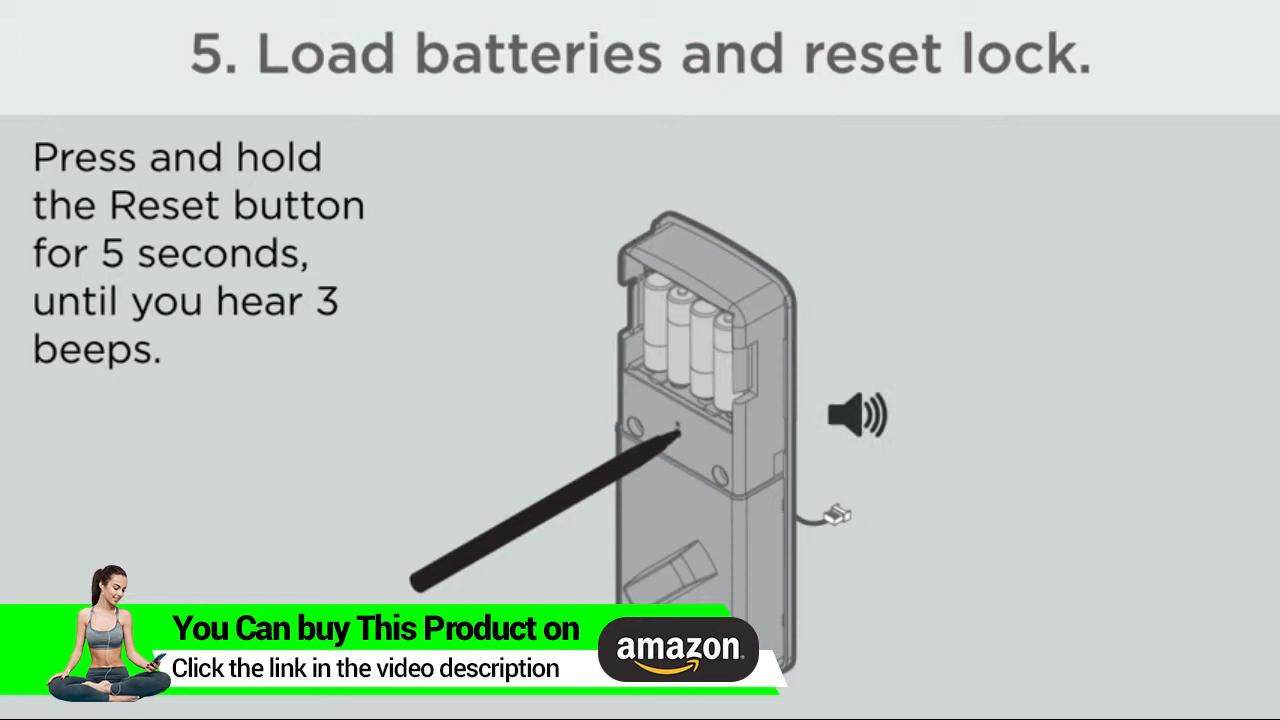 5. Load batteries and reset lock.
Press and hold
the Reset button
for 5 seconds,
until you hear 3
beeps.
You Can buy This Product on
Click the link in the video description
amazon